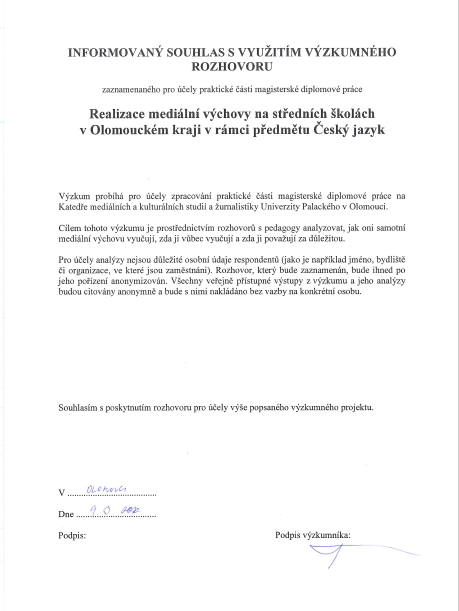 INFORMOVANÝ SOUHLAS S VYUŽITÍM VÝZKUMNÉHO
ROZHOVORU
zaznamenaného pro účely praktické části magisterské diplomové práce
Realizace mediální výchovy na středních školách
v Olomouckém kraji v rámci předmětu Český jazyk
Výzkum probíhá pro účely zpracování praktické části magisterské diplomové práce na
Katedře mediálních a kulturálních studií a žurnalistiky Univerzity Palackého v Olomouci.
Cílem tohoto výzkumu je prostřednictvím rozhovorů s pedagogy analyzovat, jak oni samotní
mediální výchovu vyučují, zda ji vůbec vyučují a zda ji považují za důležitou.
Pro účely analýzy nejsou důležité osobní údaje respondentů (jako je například jméno, bydliště
či organizace, ve které jsou zaměstnáni). Rozhovor, který bude zaznamenán, bude ihned po
jeho pořízení anonymizován. Všechny veřejně přístupné výstupy z výzkumu a jeho analýzy
budou citovány anonymně a bude s nimi nakládáno bez vazby na konkrétní osobu.
Souhlasím s poskytnutím rozhovoru pro účely výše popsaného výzkumného projektu.
V ................................
Dne .............................
Podpis: Podpis výzkumníka: